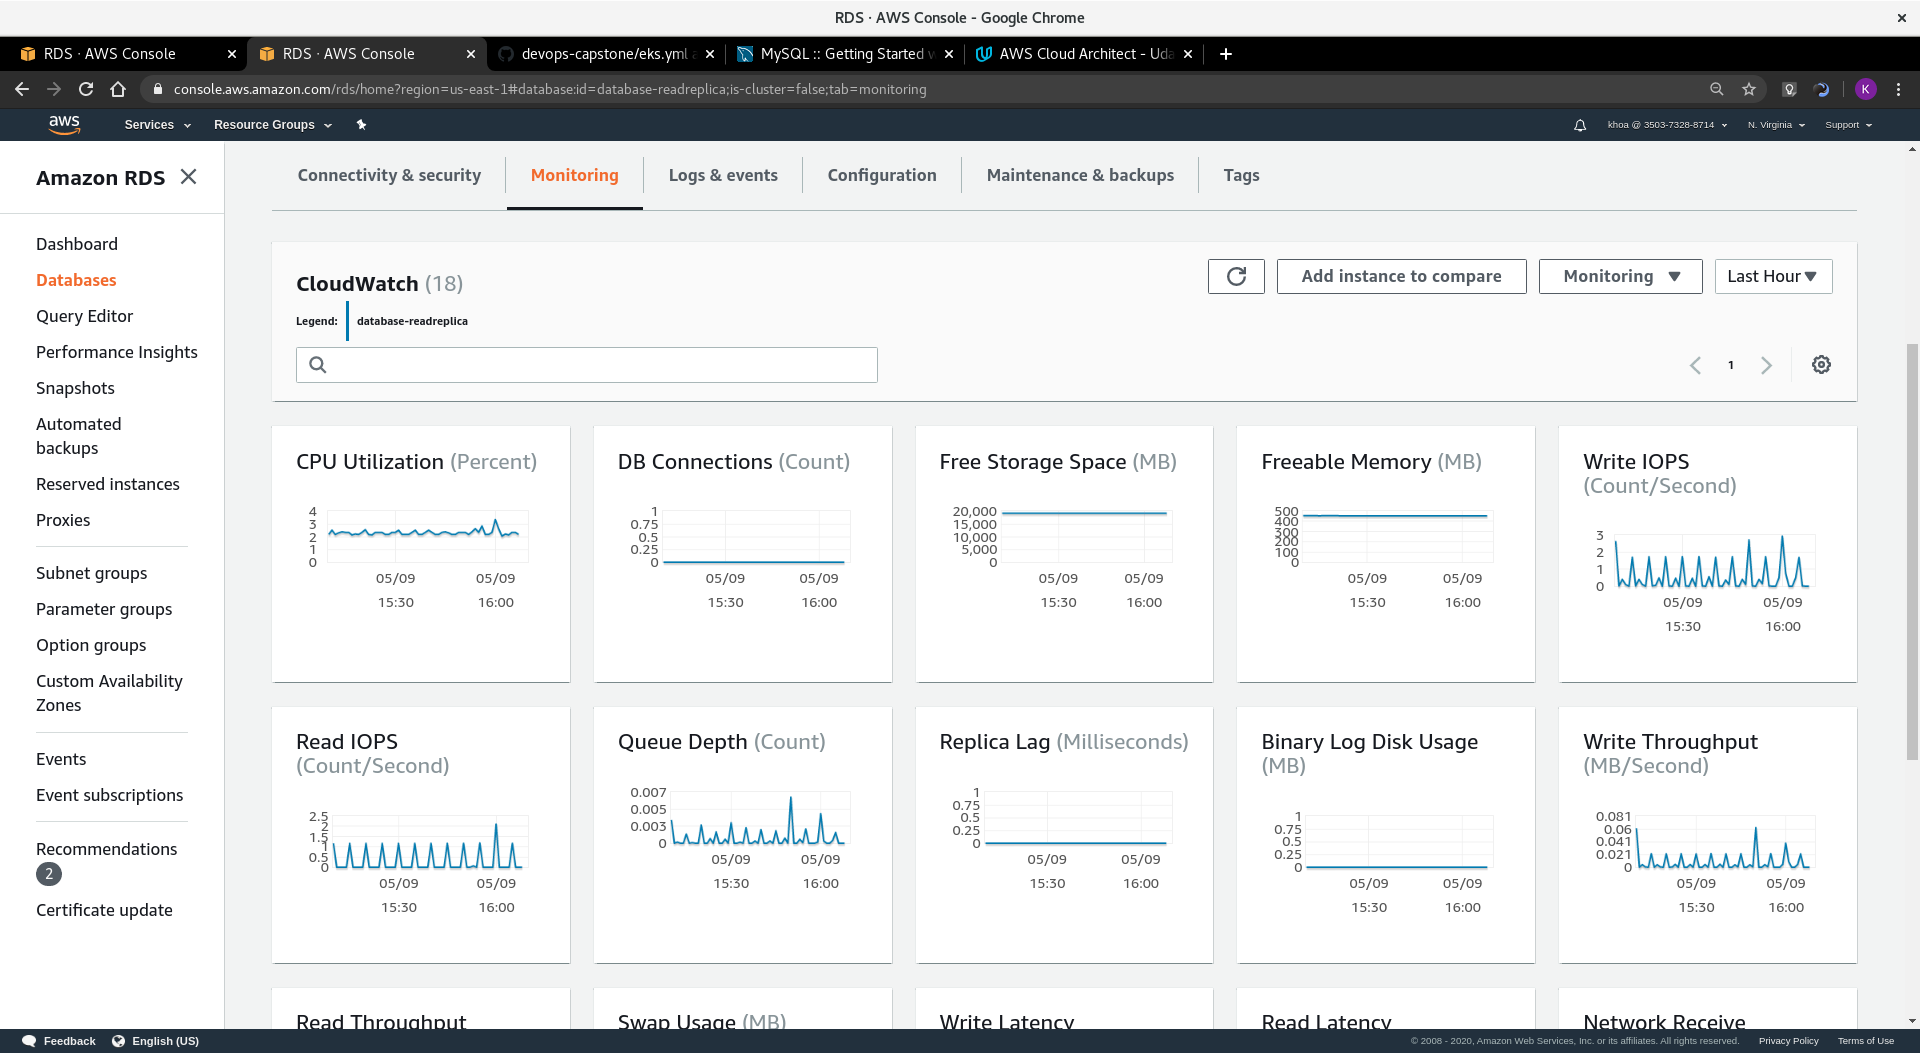 RDS · AWS Console - Google Chrome
RDS · AWS Console
RDS · AWS Console
devops-capstone/eks.yml
MySQL :: Getting Started
AWS Cloud Architect - Uda
console.aws.amazon.com/rds/home?region=us-east-1#database:id=database-readreplica;is-cluster=false;tab=monitoring
K
aws
Services
Resource Groups
khoa @ 3503-7328-8714
N. Virginia
Support
Amazon RDS
Dashboard
Databases
Query Editor
Performance Insights
Snapshots
Automated
backups
Reserved instances
Proxies
Subnet groups
Parameter groups
Option groups
Custom Availability
Zones
Events
Event subscriptions
Recommendations
2
Certificate update
Connectivity & security
Monitoring
Logs & events
Configuration
Maintenance & backups
Tags
CloudWatch (18)
Add instance to compare
Monitoring
Last Hour
Legend: database-readreplica
1
CPU Utilization (Percent)
4
3
2
1
0
05/09 05/09
15:30 16:00
DB Connections (Count)
1
0.75
0.5
0.25
0
05/09 05/09
15:30 16:00
Free Storage Space (MB)
20,000
15,000
10,000
5,000
0
05/09 05/09
15:30 16:00
Freeable Memory (MB)
500
400
300
200
100
0
05/09 05/09
15:30 16:00
Write IOPS
(Count/Second)
3
2
1
0
05/09 05/09
15:30 16:00
Read IOPS
(Count/Second)
2.5
2
1.5
1
0.5
0
05/09 05/09
15:30 16:00
Queue Depth (Count)
0.007
0.005
0.003
0
05/09 05/09
15:30 16:00
Replica Lag (Milliseconds)
1
0.75
0.5
0.25
0
05/09 05/09
15:30 16:00
Binary Log Disk Usage
(MB)
1
0.75
0.5
0.25
0
05/09 05/09
15:30 16:00
Write Throughput
(MB/Second)
0.081
0.06
0.041
0.021
0
05/09 05/09
15:30 16:00
Read Throughput
Swap Usage (MB)
Write Latency
Read Latency
Network Receive
Feedback
English (US)
© 2008 - 2020, Amazon Web Services, Inc. or its affiliates. All rights reserved.
Privacy Policy
Terms of Use